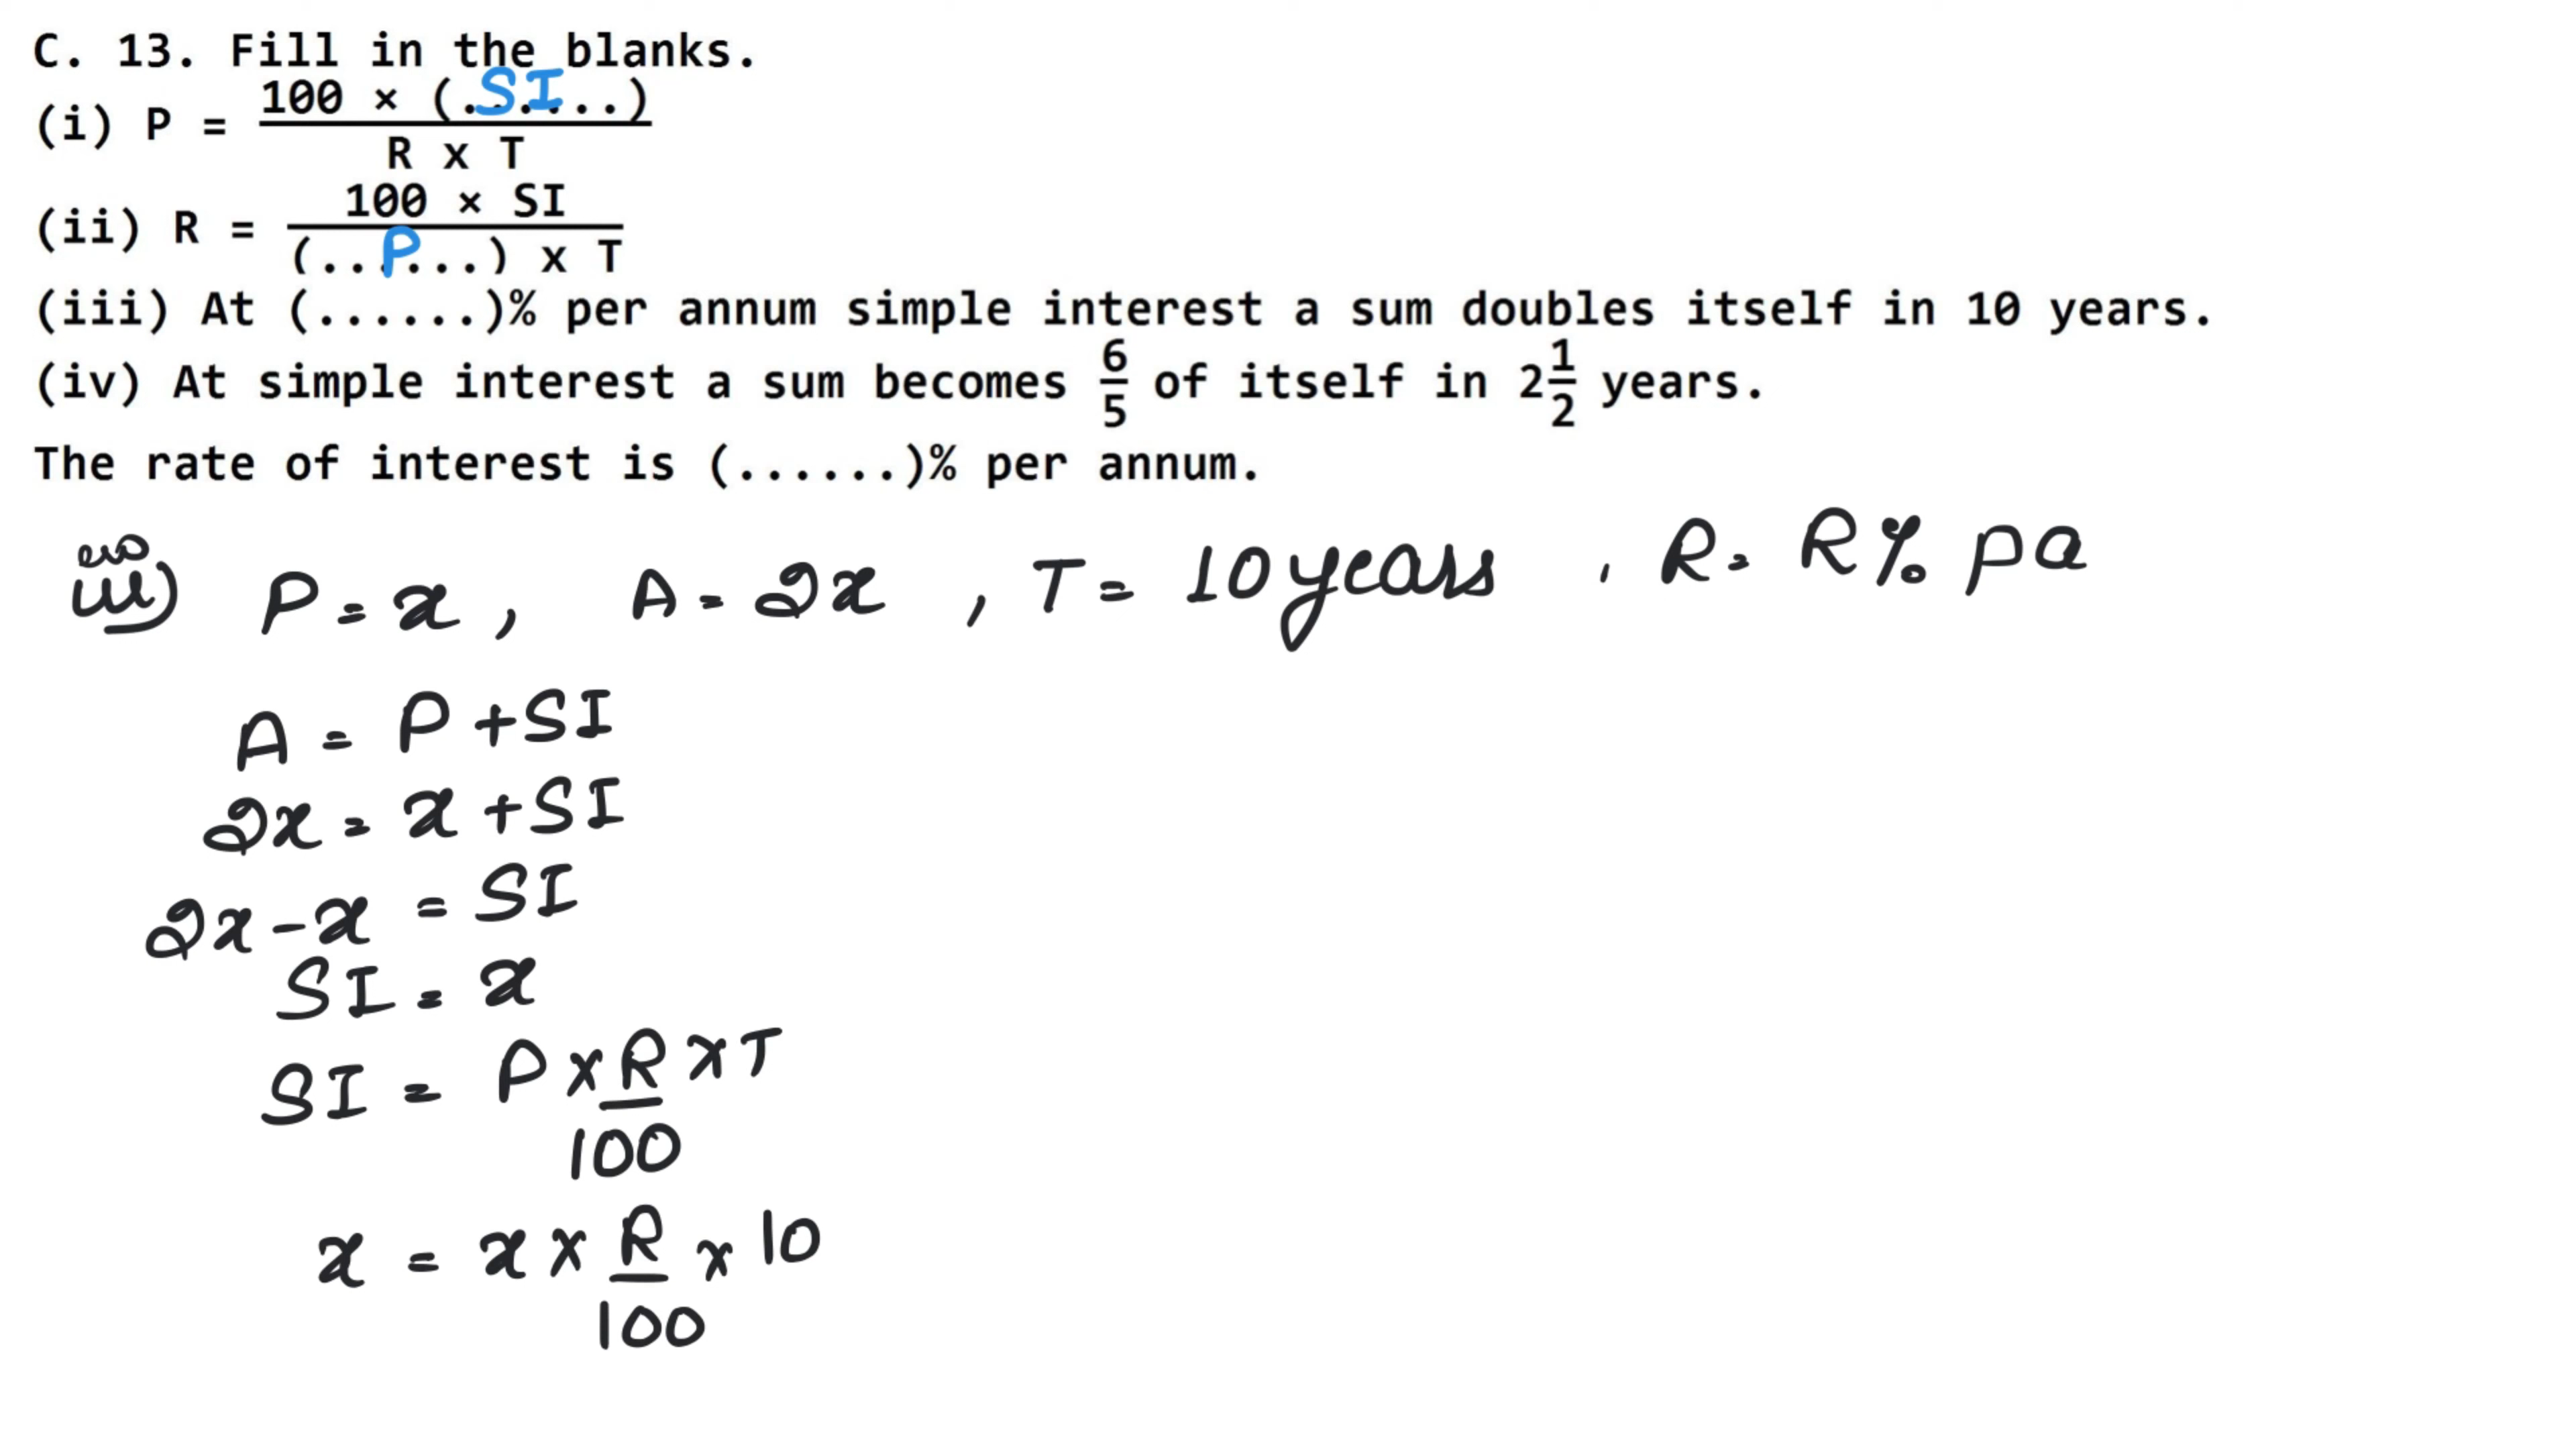 C. 13. Fill in the blanks.
(i) P = 100 × (..SI..) / R x T
(ii) R = 100 × SI / (...P...) x T
(iii) At (......)% per annum simple interest a sum doubles itself in 10 years.
(iv) At simple interest a sum becomes 6/5 of itself in 2 1/2 years.
The rate of interest is (......)% per annum.
iii) P = x , A = 2x , T = 10 years , R = R% pa
A = P + SI
2x = x + SI
2x - x = SI
SI = x
SI = P x R/100 x T
x = x x R/100 x 10